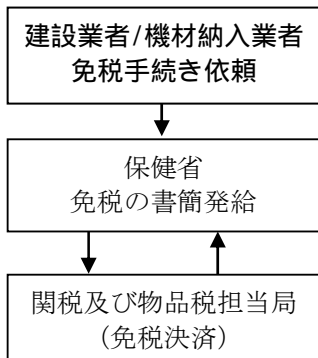 建設業者/機材納入業者
免税手続き依頼
保健省
免税の書簡発給
関税及び物品税担当局
（免税決済）